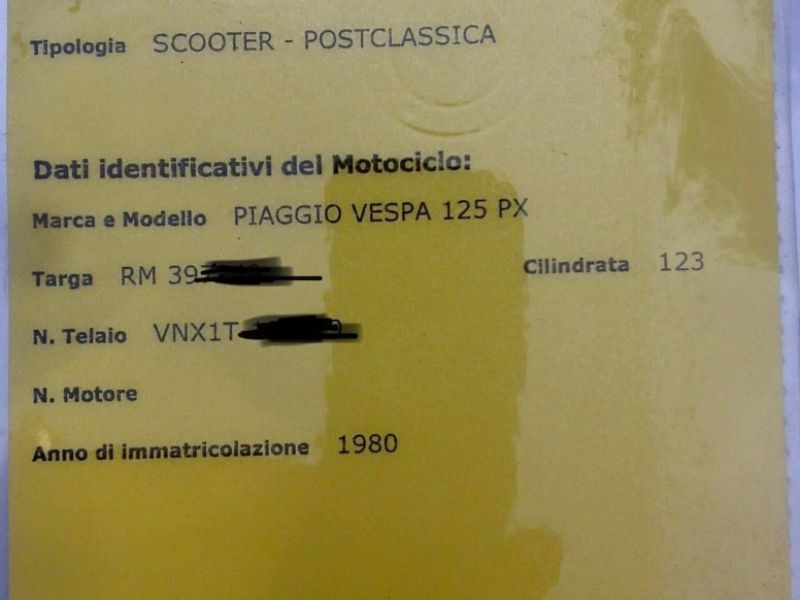 Tipologia SCOOTER - POSTCLASSICA
Dati identificativi del Motociclo:
Marca e Modello PIAGGIO VESPA 125 PX
Targa RM 39 Cilindrata 123
N. Telaio VNX1T
N. Motore
Anno di immatricolazione 1980